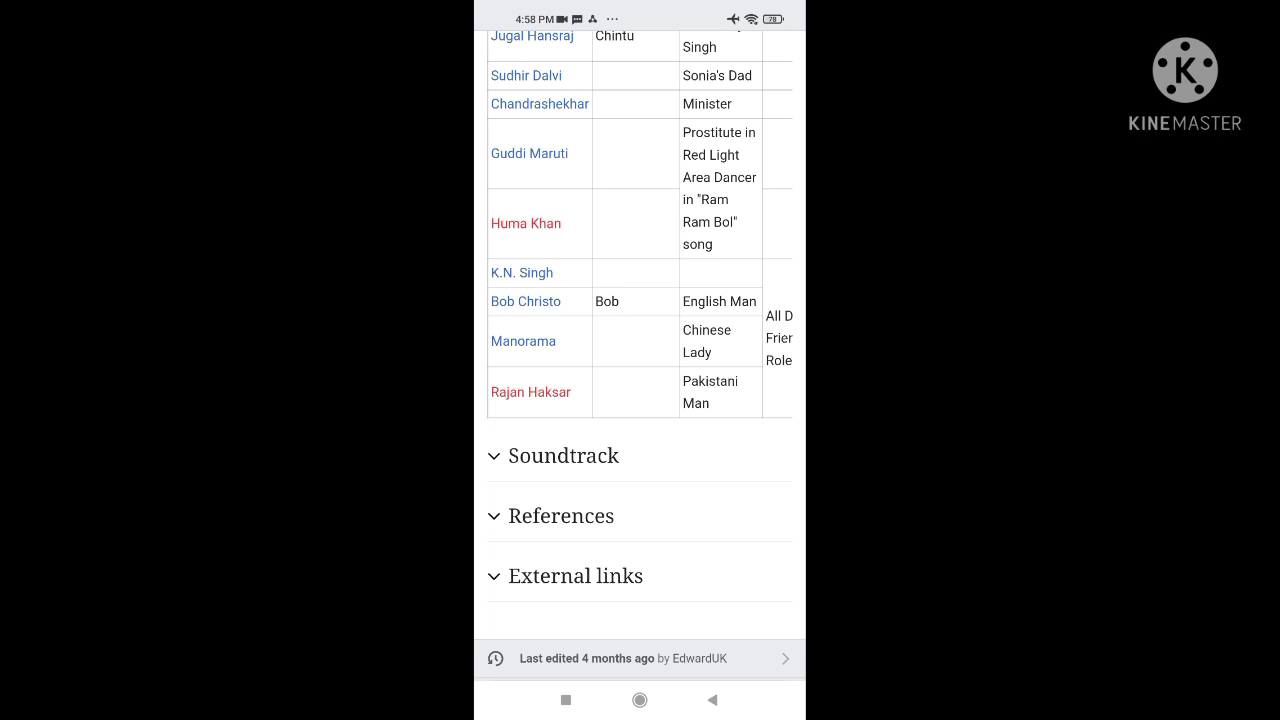 4:58 PM
78
Jugal Hansraj Chintu
Singh
Sudhir Dalvi Sonia's Dad
Chandrashekhar Minister
Guddi Maruti
Prostitute in
Red Light
Area Dancer
in "Ram
Ram Bol"
song
Huma Khan
K.N. Singh
Bob Christo Bob English Man
Manorama
Chinese
Lady
Rajan Haksar
Pakistani
Man
All D
Frier
Role
Soundtrack
References
External links
Last edited 4 months ago by EdwardUK
K
KINEMASTER